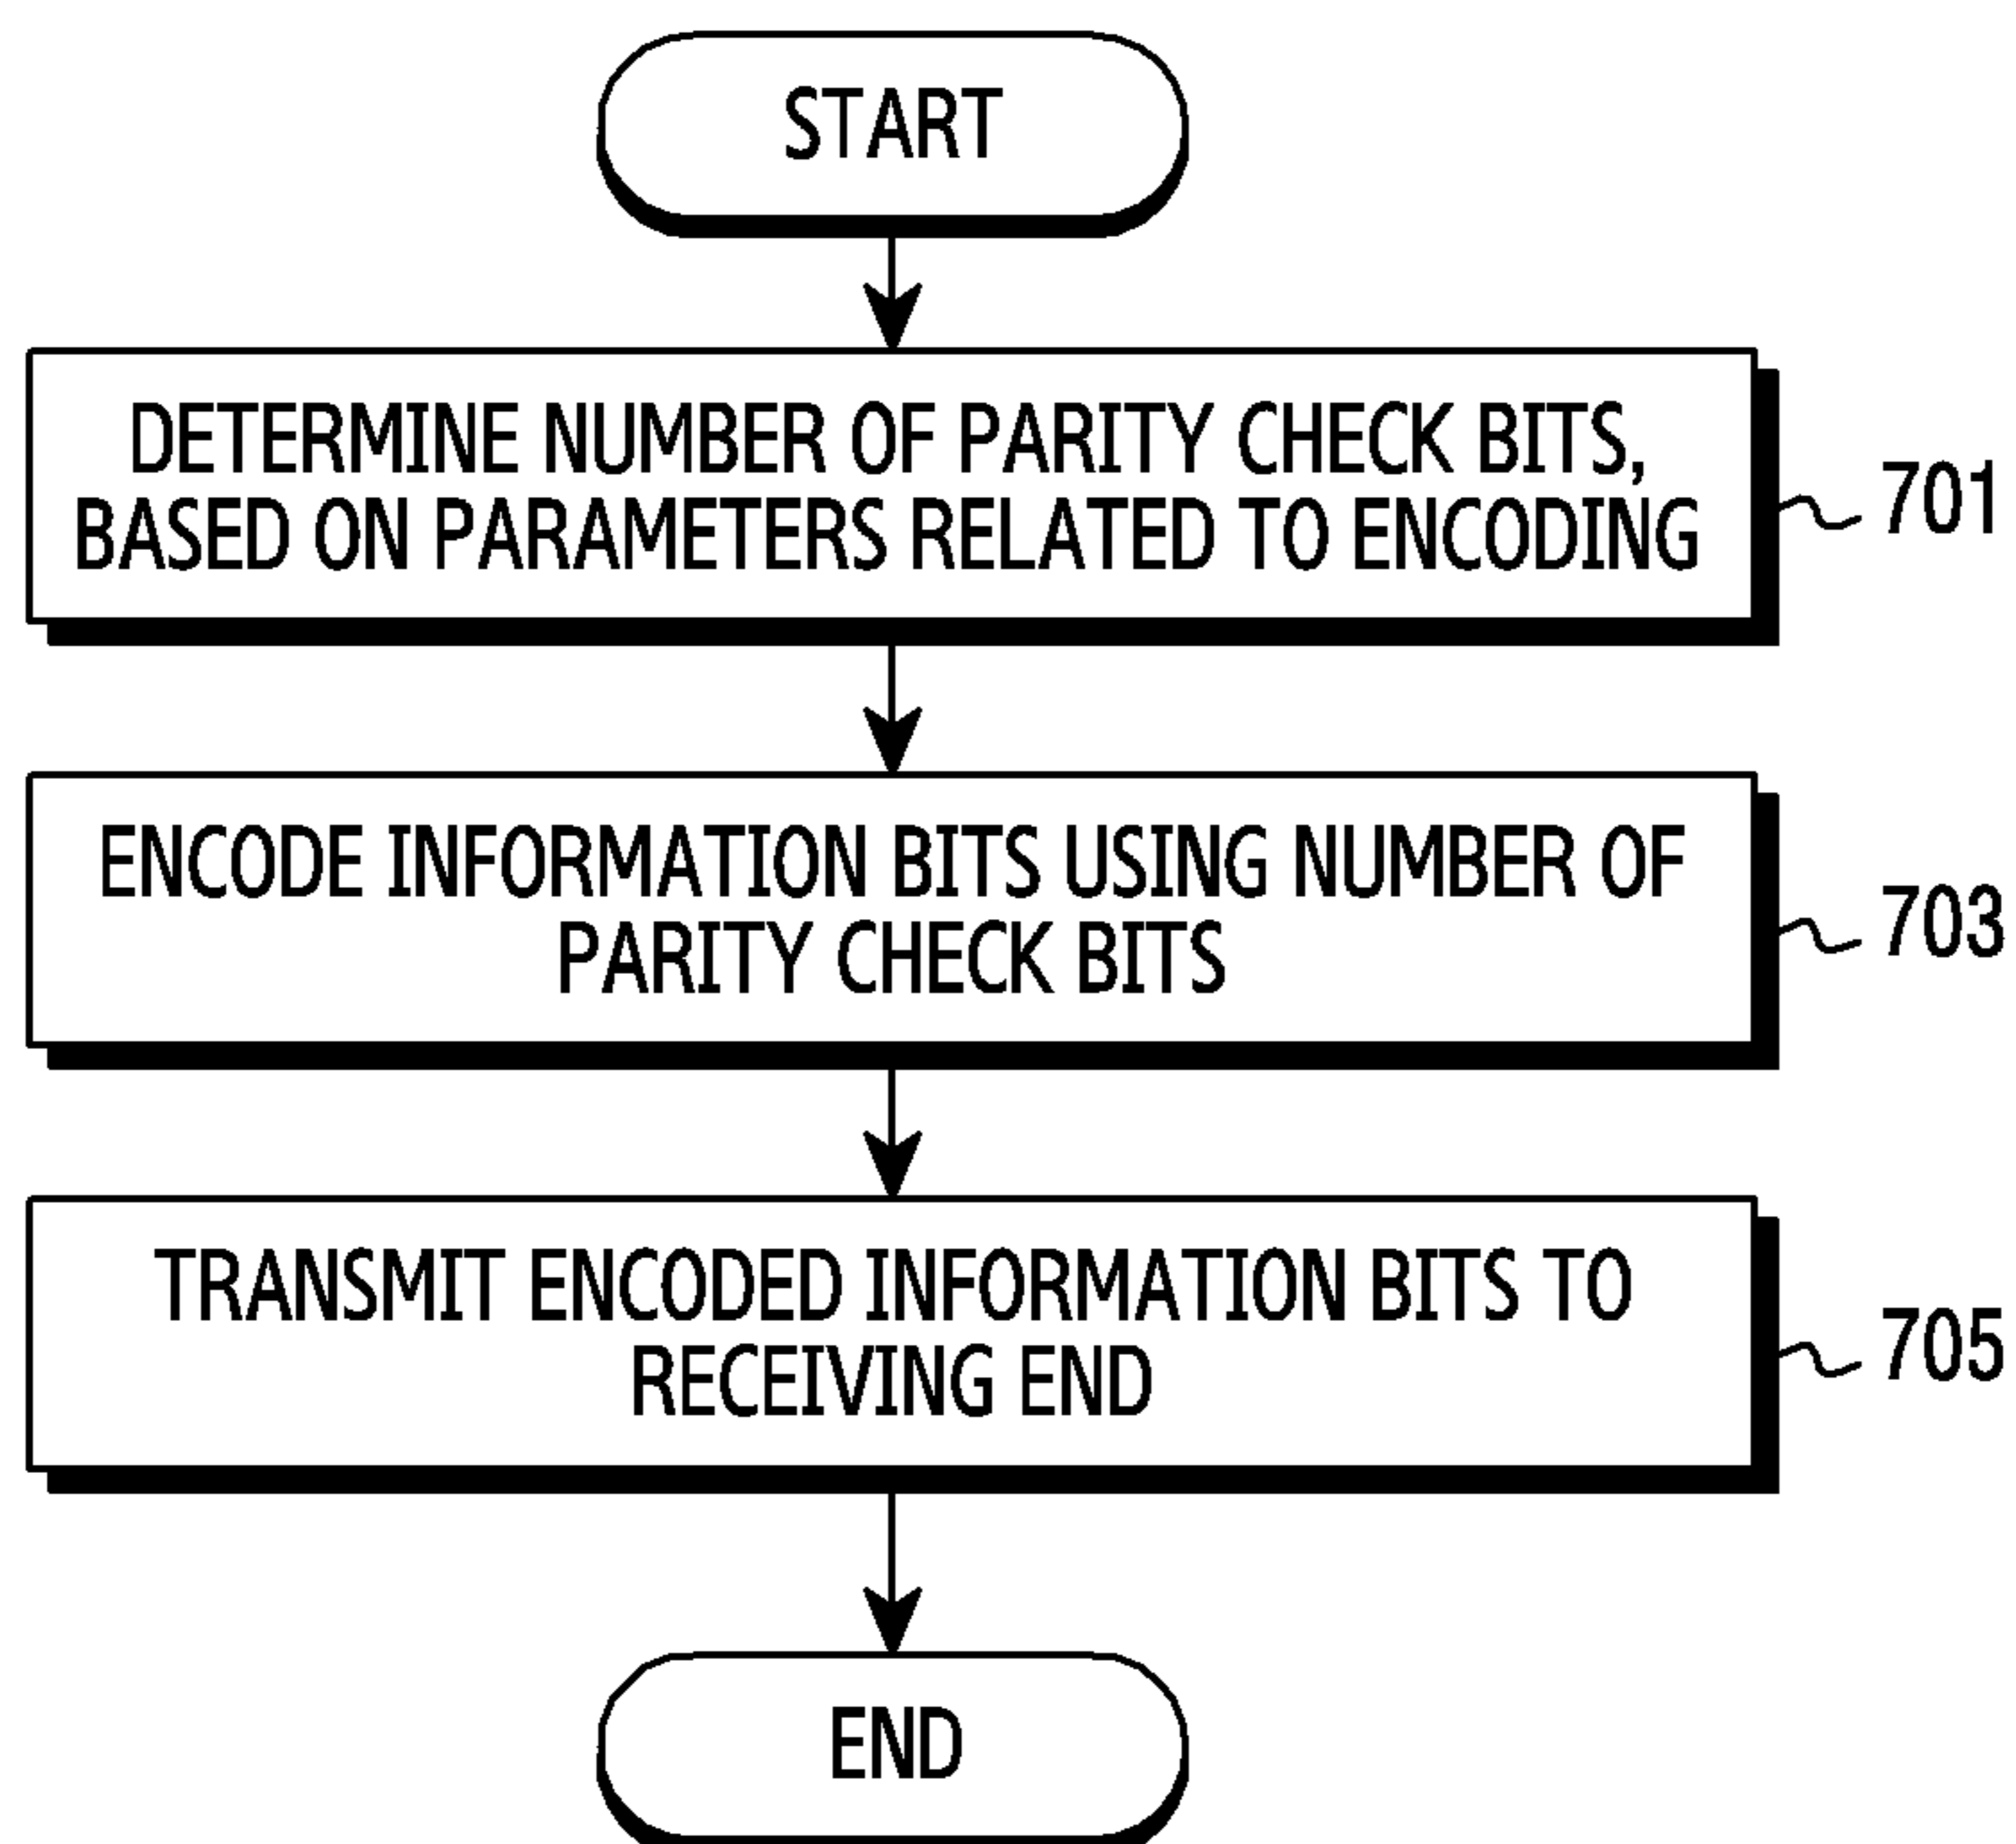 START
DETERMINE NUMBER OF PARITY CHECK BITS,
BASED ON PARAMETERS RELATED TO ENCODING
701
ENCODE INFORMATION BITS USING NUMBER OF
PARITY CHECK BITS
703
TRANSMIT ENCODED INFORMATION BITS TO
RECEIVING END
705
END